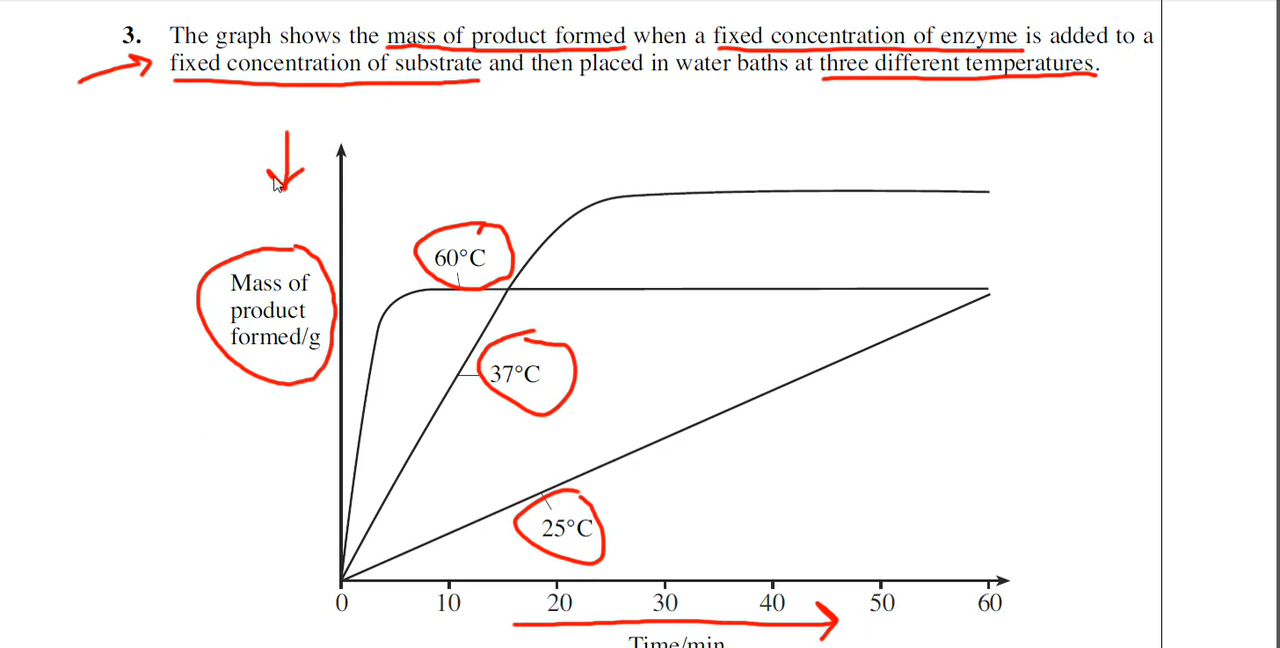 3. The graph shows the mass of product formed when a fixed concentration of enzyme is added to a
fixed concentration of substrate and then placed in water baths at three different temperatures.
60°C
Mass of
product
formed/g
37°C
25°C
0 10 20 30 40 50 60
Time/min